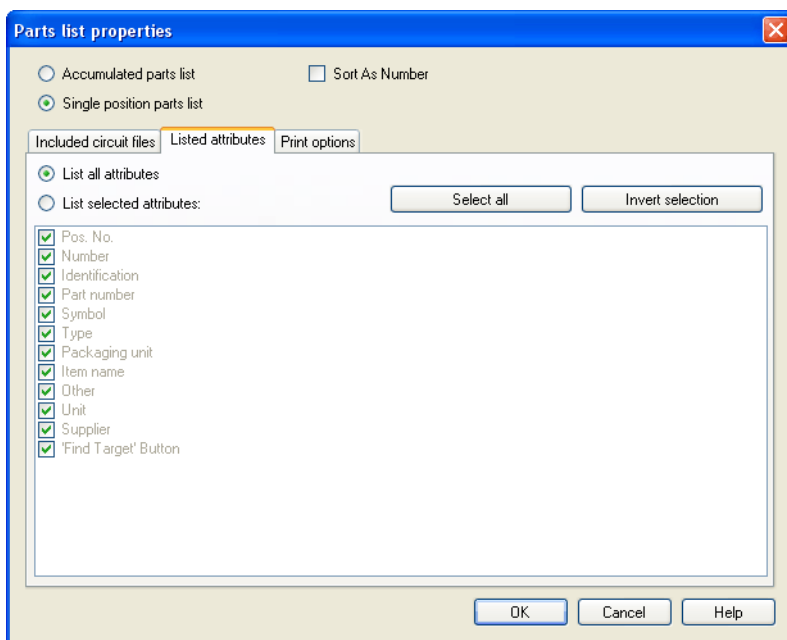 Parts list properties
Accumulated parts list Sort As Number
Single position parts list
Included circuit files Listed attributes Print options
List all attributes
List selected attributes: Select all Invert selection
Pos. No.
Number
Identification
Part number
Symbol
Type
Packaging unit
Item name
Other
Unit
Supplier
'Find Target' Button
OK Cancel Help